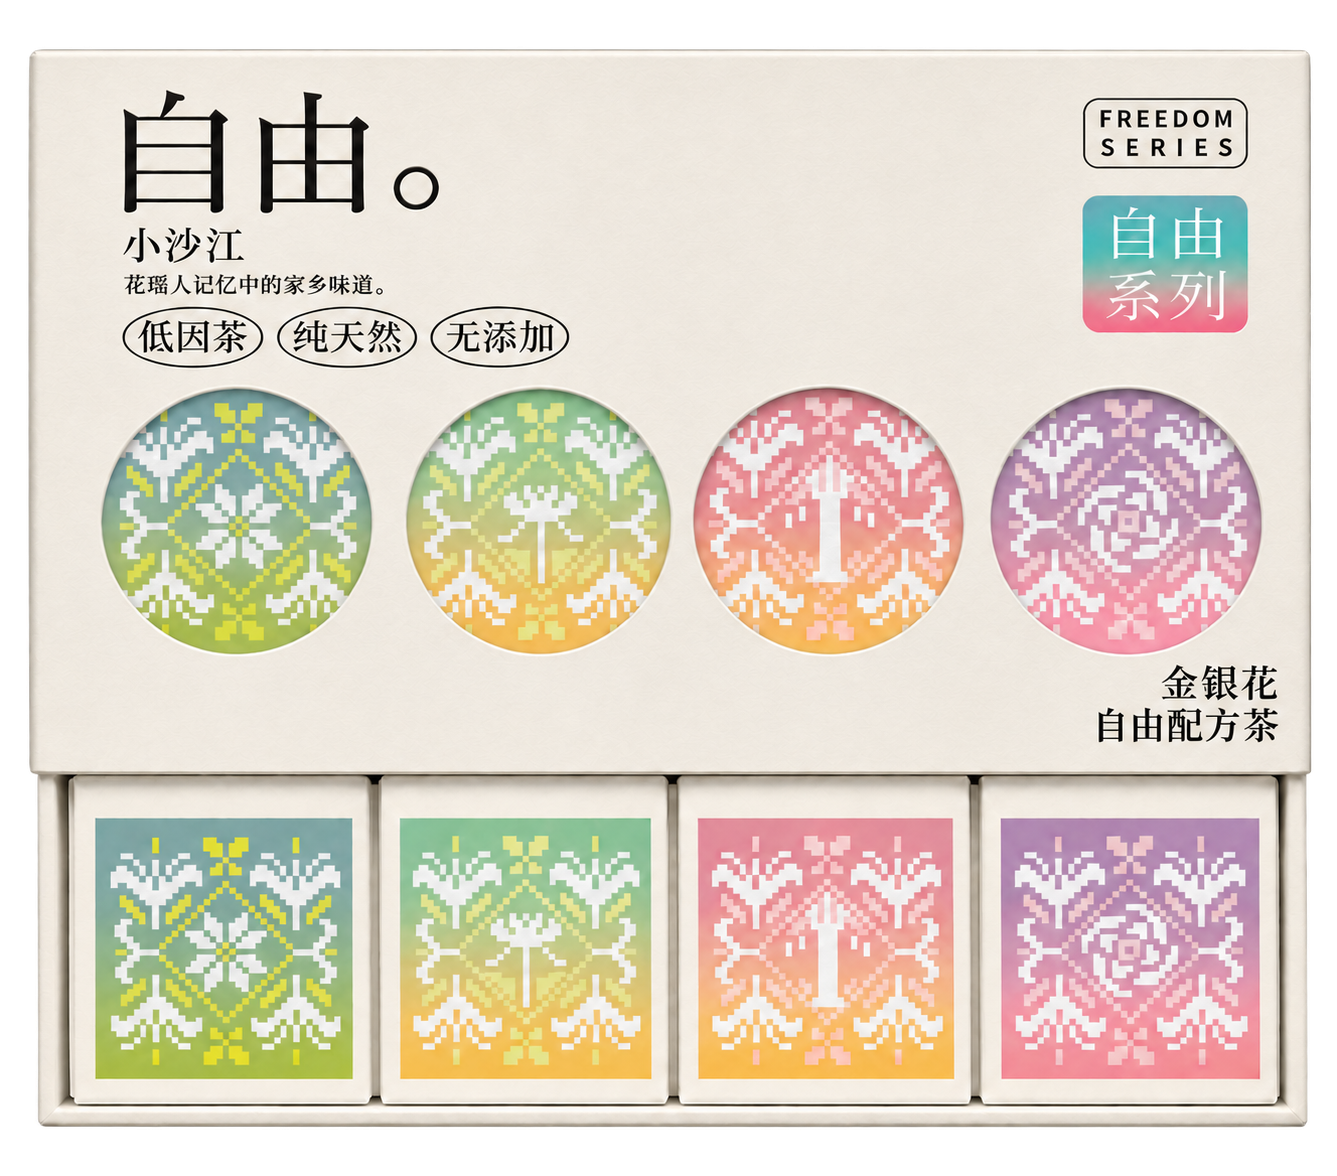 自由。
小沙江
花瑶人记忆中的家乡味道。
低因茶 纯天然 无添加
FREEDOM
SERIES
自由
系列
金银花
自由配方茶